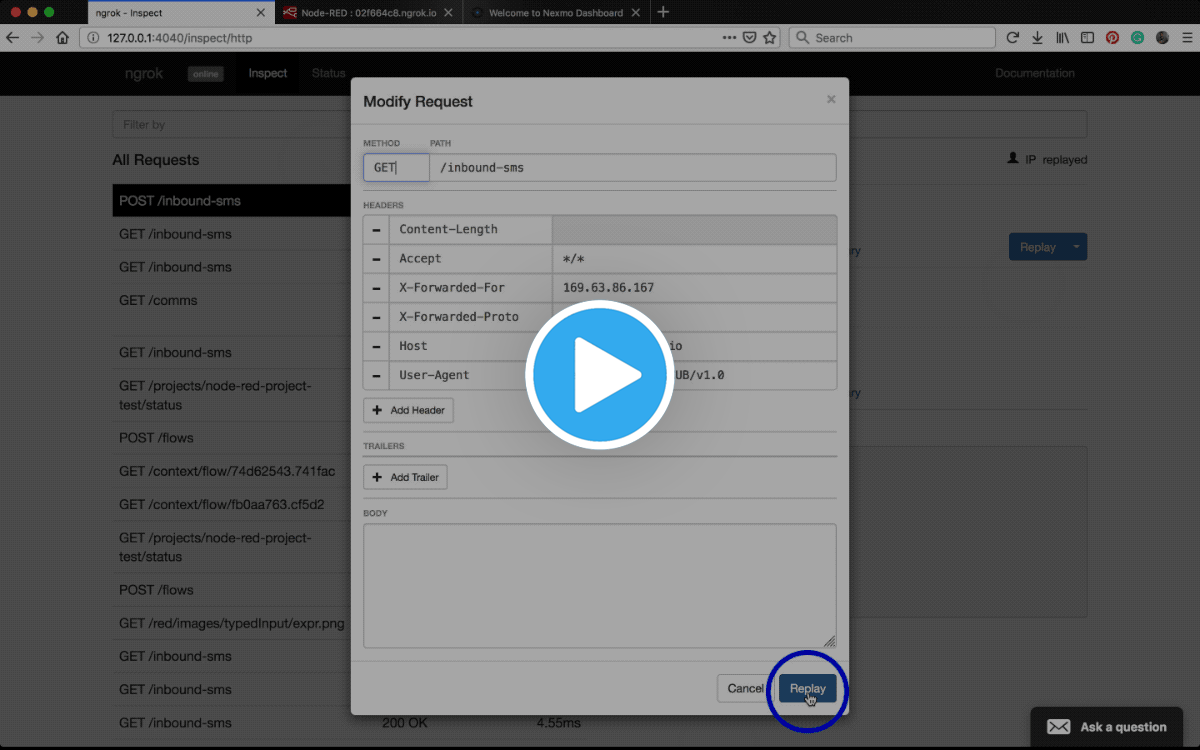 ngrok - Inspect
Node-RED : 02f664c8.ngrok.io
Welcome to Nexmo Dashboard
127.0.0.1:4040/inspect/http
Search
ngrok online Inspect Status Documentation
Filter by
All Requests
IP replayed
POST /inbound-sms
GET /inbound-sms
GET /inbound-sms
GET /comms
GET /inbound-sms
GET /projects/node-red-project-
test/status
POST /flows
GET /context/flow/74d62543.741fac
GET /context/flow/fb0aa763.cf5d2
GET /projects/node-red-project-
test/status
POST /flows
GET /red/images/typedInput/expr.png
GET /inbound-sms
GET /inbound-sms
GET /inbound-sms 200 OK 4.55ms
Replay
ry
ry
Modify Request
METHOD PATH
GET /inbound-sms
HEADERS
Content-Length
Accept */*
X-Forwarded-For 169.63.86.167
X-Forwarded-Proto
Host io
User-Agent UB/v1.0
+ Add Header
TRAILERS
+ Add Trailer
BODY
Cancel Replay
Ask a question